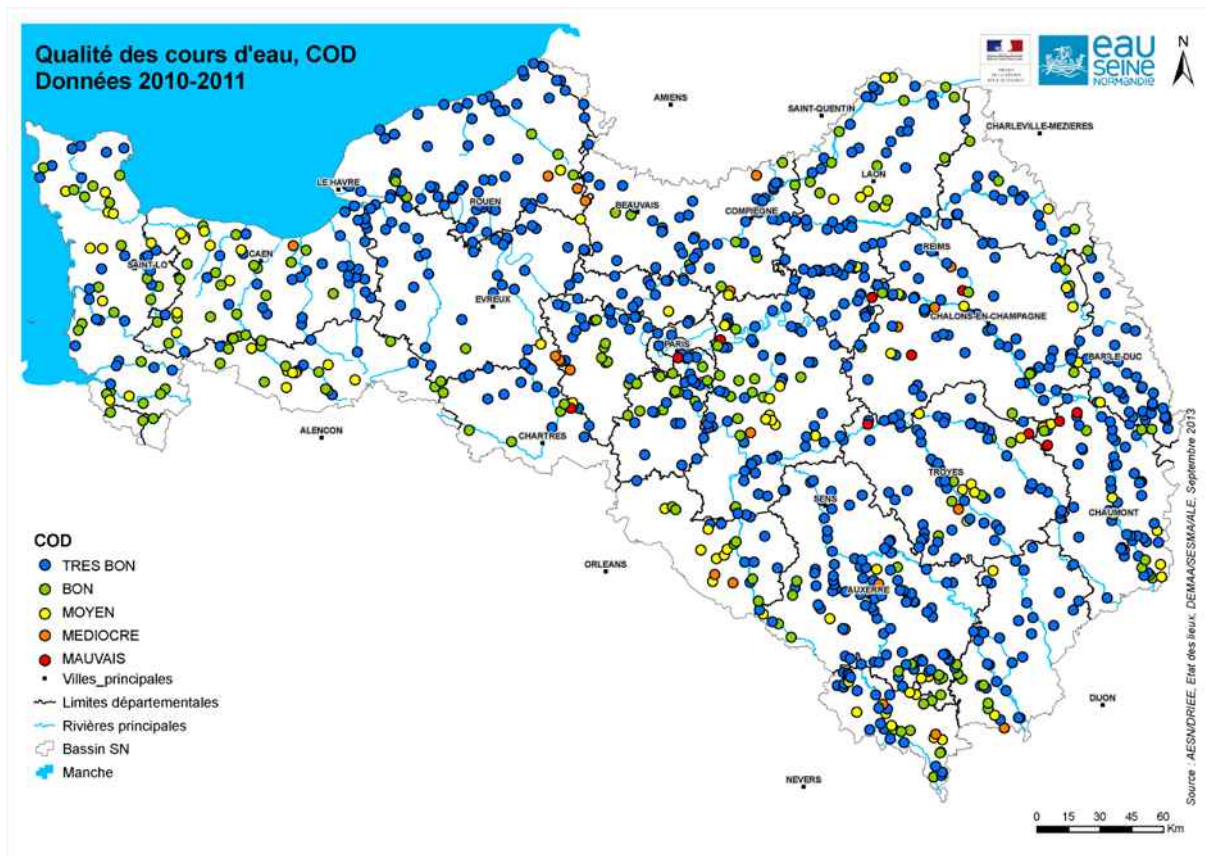 Qualité des cours d'eau, COD
Données 2010-2011
eau
SEINE
NORMANDIE
N
AMIENS
SAINT-QUENTIN
CHARLEVILLE-MEZIERES
LAON
LE HAVRE
ROUEN
BEAUVAIS
COMPIEGNE
REIMS
CAEN
SAINT-LO
EVREUX
CHALONS-EN-CHAMPAGNE
PARIS
BAR-LE-DUC
ALENCON
CHARTRES
TROYES
SENS
CHAUMONT
ORLEANS
AUXERRE
DIJON
NEVERS
COD
TRES BON
BON
MOYEN
MEDIOCRE
MAUVAIS
Villes_principales
Limites départementales
Rivières principales
Bassin SN
Manche
0 15 30 45 60
Km
Source : AESN/DRIEE, Etat des lieux, DEMAA/SESMA/ALE, Septembre 2013